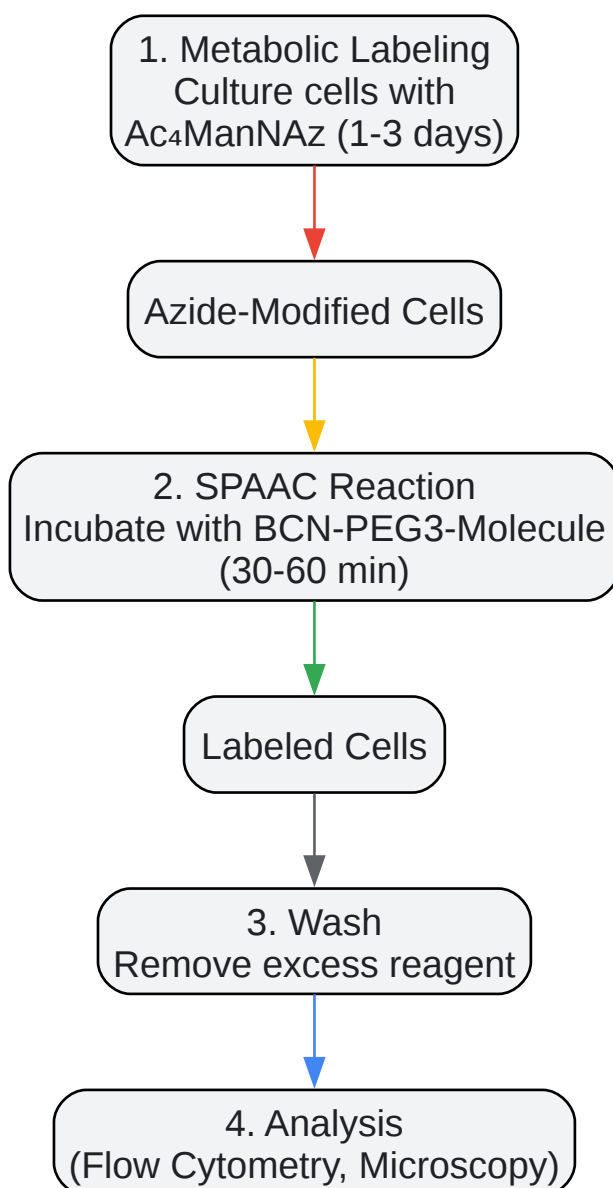 1. Metabolic Labeling
Culture cells with
Ac₄ManNAz (1-3 days)
Azide-Modified Cells
2. SPAAC Reaction
Incubate with BCN-PEG3-Molecule
(30-60 min)
Labeled Cells
3. Wash
Remove excess reagent
4. Analysis
(Flow Cytometry, Microscopy)